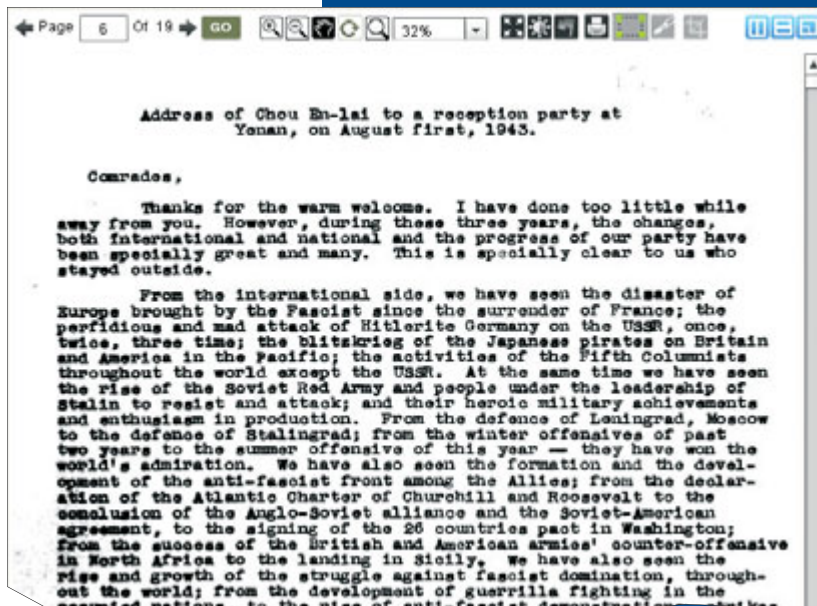 Page 6 Of 19 GO 32%
Address of Chou En-lai to a reception party at
Yenan, on August first, 1943.
Comrades,
Thanks for the warm welcome. I have done too little while
away from you. However, during these three years, the changes,
both international and national and the progress of our party have
been specially great and many. This is specially clear to us who
stayed outside.
From the international side, we have seen the disaster of
Europe brought by the Fascist since the surrender of France; the
perfidious and mad attack of Hitlerite Germany on the USSR, once,
twice, three time; the blitskrieg of the Japanese pirates on Britain
and America in the Pacific; the activities of the Fifth Columnists
throughout the world except the USSR. At the same time we have seen
the rise of the Soviet Red Army and people under the leadership of
Stalin to resist and attack; and their heroic military achievements
and enthusiasm in production. From the defence of Leningrad, Moscow
to the defence of Stalingrad; from the winter offensives of past
two years to the summer offensive of this year — they have won the
world's admiration. We have also seen the formation and the devel-
opment of the anti-fascist front among the Allies; from the declar-
ation of the Atlantic Charter of Churchill and Roosevelt to the
conclusion of the Anglo-Soviet alliance and the Soviet-American
agreement, to the signing of the 26 countries pact in Washington;
from the success of the British and American armies' counter-offensive
in North Africa to the landing in Sicily. We have also seen the
rise and growth of the struggle against fascist domination, through-
out the world; from the development of guerrilla fighting in the
occupied nations, to the rise of anti-fascist demonstrations, strikes